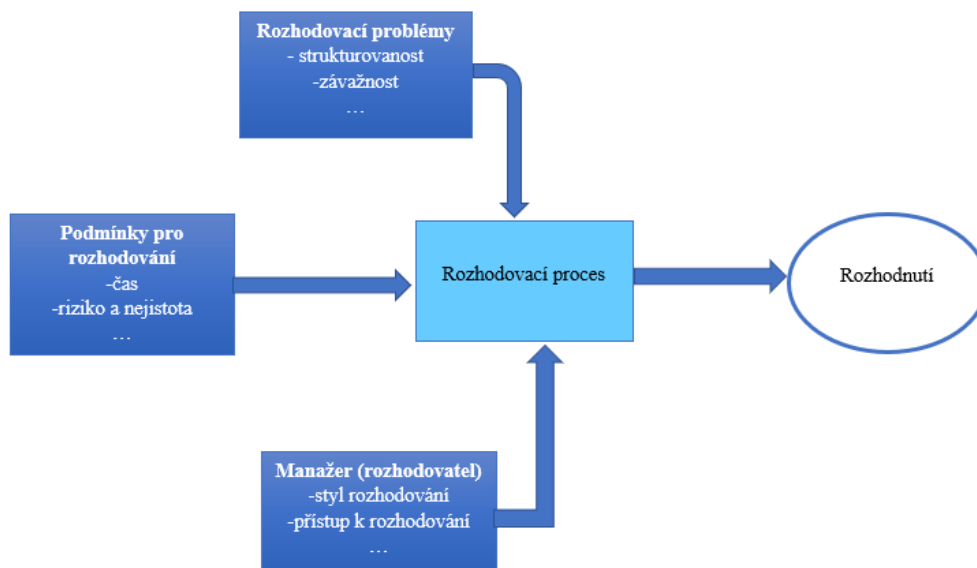 Rozhodovací problémy
- strukturovanost
-závažnost
…
Podmínky pro
rozhodování
-čas
-riziko a nejistota
…
Rozhodovací proces
Rozhodnutí
Manažer (rozhodovatel)
-styl rozhodování
-přístup k rozhodování
…